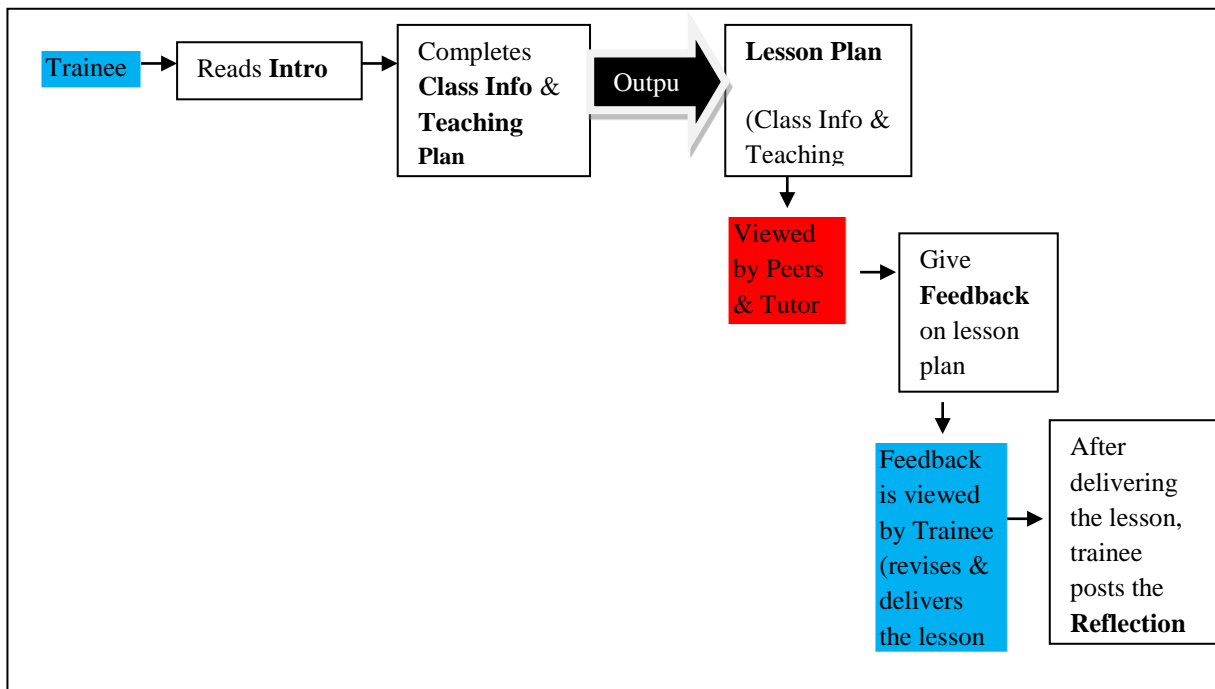 Trainee
Reads Intro
Completes
Class Info &
Teaching
Plan
Outpu
Lesson Plan
(Class Info &
Teaching
Viewed
by Peers
& Tutor
Give
Feedback
on lesson
plan
Feedback
is viewed
by Trainee
(revises &
delivers
the lesson
After
delivering
the lesson,
trainee
posts the
Reflection